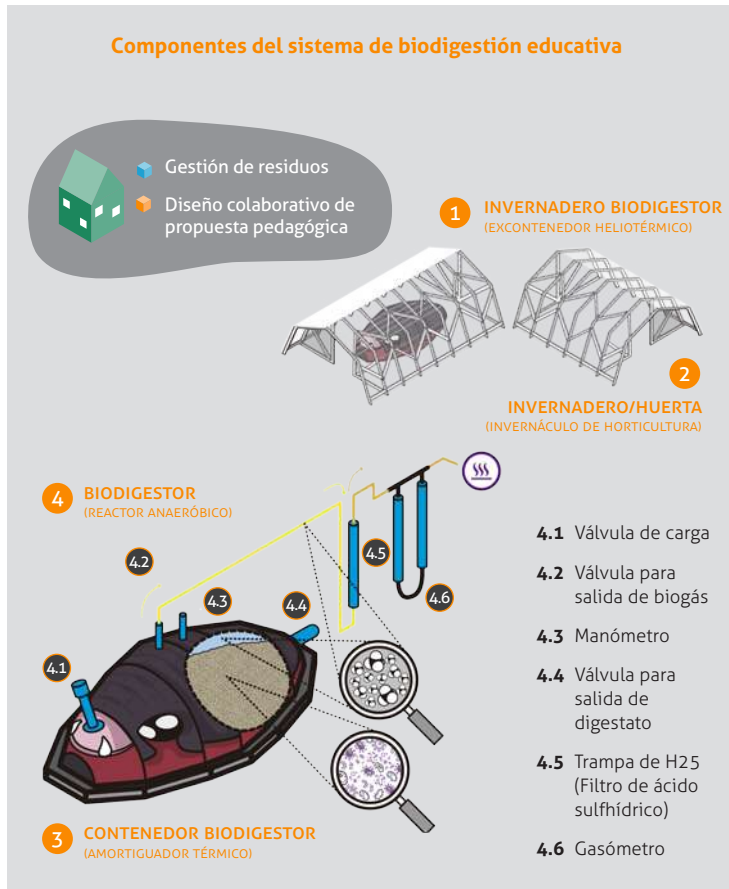 Componentes del sistema de biodigestión educativa
Gestión de residuos
Diseño colaborativo de
propuesta pedagógica
1 INVERNADERO BIODIGESTOR
(EXCONTENEDOR HELIOTÉRMICO)
2
INVERNADERO/HUERTA
(INVERNÁCULO DE HORTICULTURA)
4 BIODIGESTOR
(REACTOR ANAERÓBICO)
4.2
4.3
4.4
4.5
4.6
4.1
4.1 Válvula de carga
4.2 Válvula para
salida de biogás
4.3 Manómetro
4.4 Válvula para
salida de
digestato
4.5 Trampa de H25
(Filtro de ácido
sulfhídrico)
4.6 Gasómetro
3 CONTENEDOR BIODIGESTOR
(AMORTIGUADOR TÉRMICO)